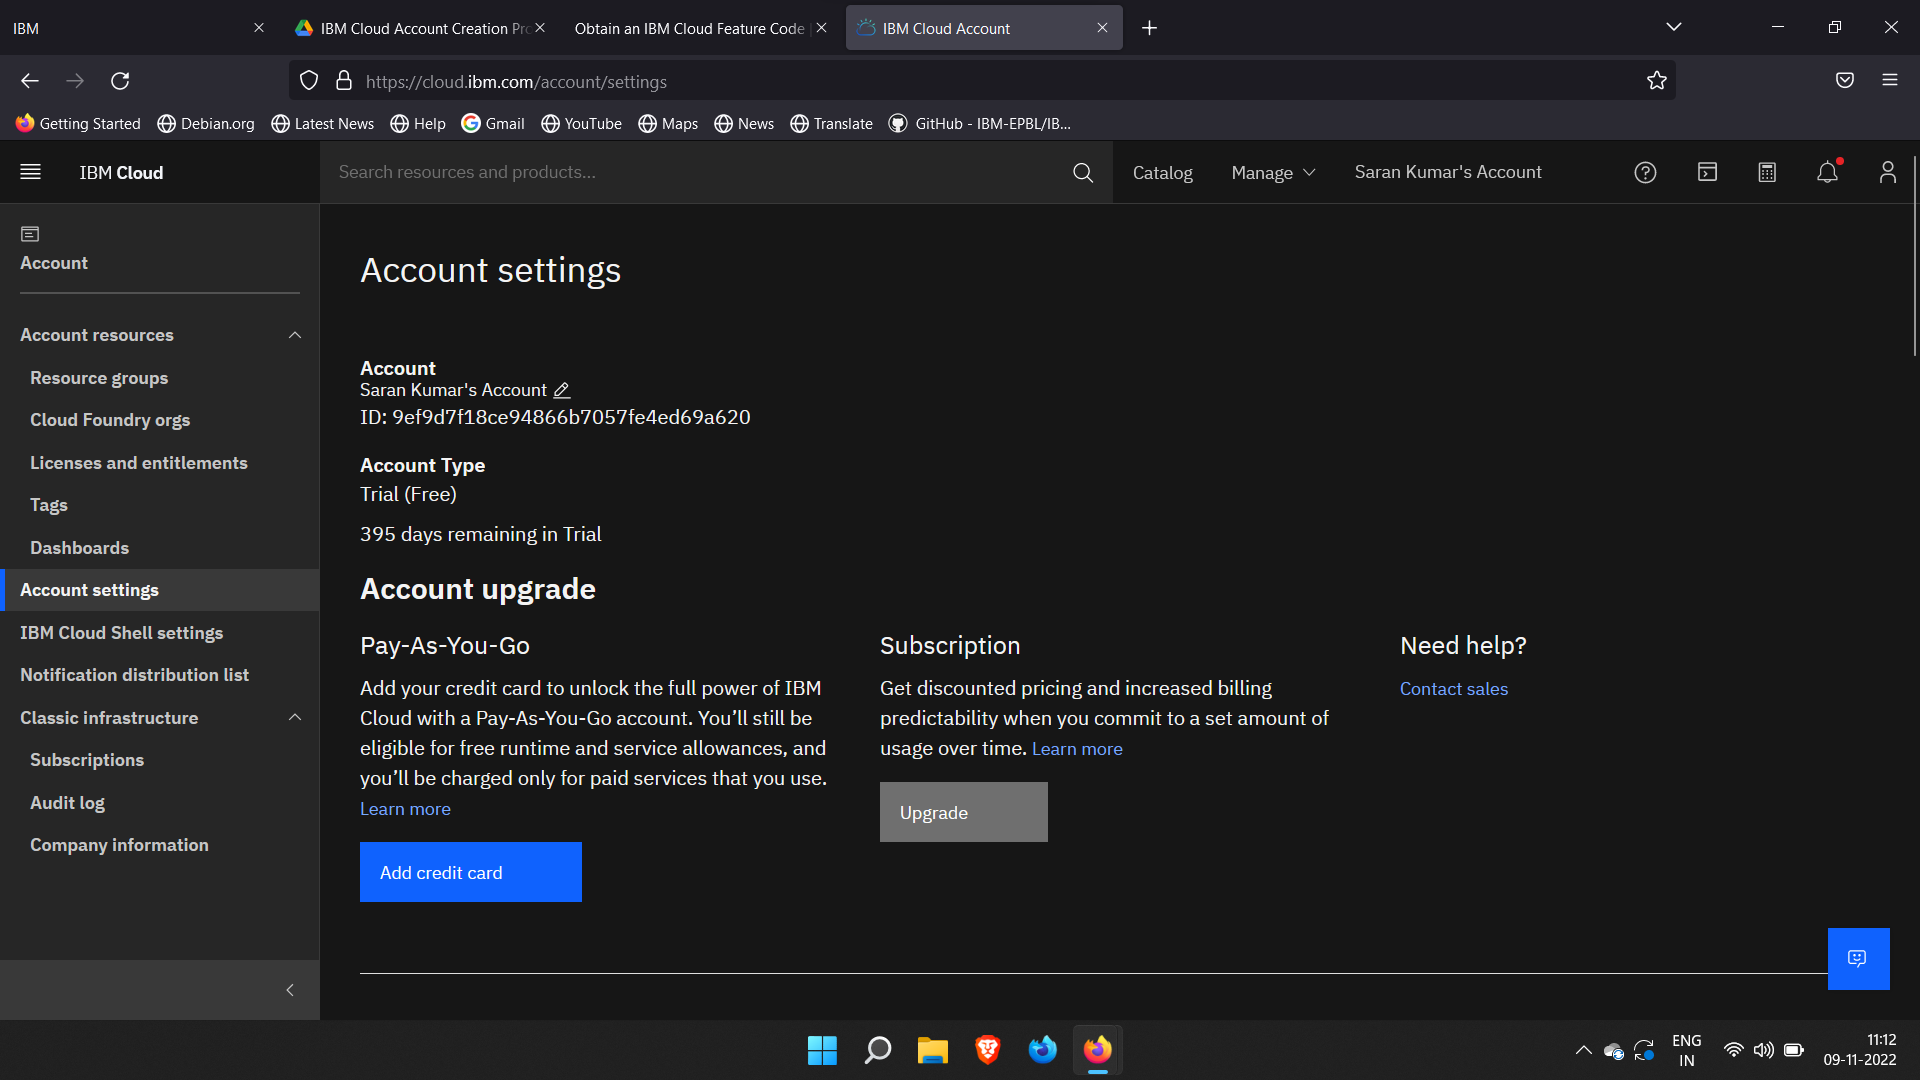 IBM
IBM Cloud Account Creation Pr
Obtain an IBM Cloud Feature Code |
IBM Cloud Account
https://cloud.ibm.com/account/settings
Getting Started
Debian.org
Latest News
Help
Gmail
YouTube
Maps
News
Translate
GitHub - IBM-EPBL/IB...
IBM Cloud
Search resources and products...
Catalog
Manage
Saran Kumar's Account
Account
Account resources
Resource groups
Cloud Foundry orgs
Licenses and entitlements
Tags
Dashboards
Account settings
IBM Cloud Shell settings
Notification distribution list
Classic infrastructure
Subscriptions
Audit log
Company information
Account settings
Account
Saran Kumar's Account
ID: 9ef9d7f18ce94866b7057fe4ed69a620
Account Type
Trial (Free)
395 days remaining in Trial
Account upgrade
Pay-As-You-Go
Add your credit card to unlock the full power of IBM
Cloud with a Pay-As-You-Go account. You’ll still be
eligible for free runtime and service allowances, and
you’ll be charged only for paid services that you use.
Learn more
Add credit card
Subscription
Get discounted pricing and increased billing
predictability when you commit to a set amount of
usage over time. Learn more
Upgrade
Need help?
Contact sales
ENG
IN
11:12
09-11-2022